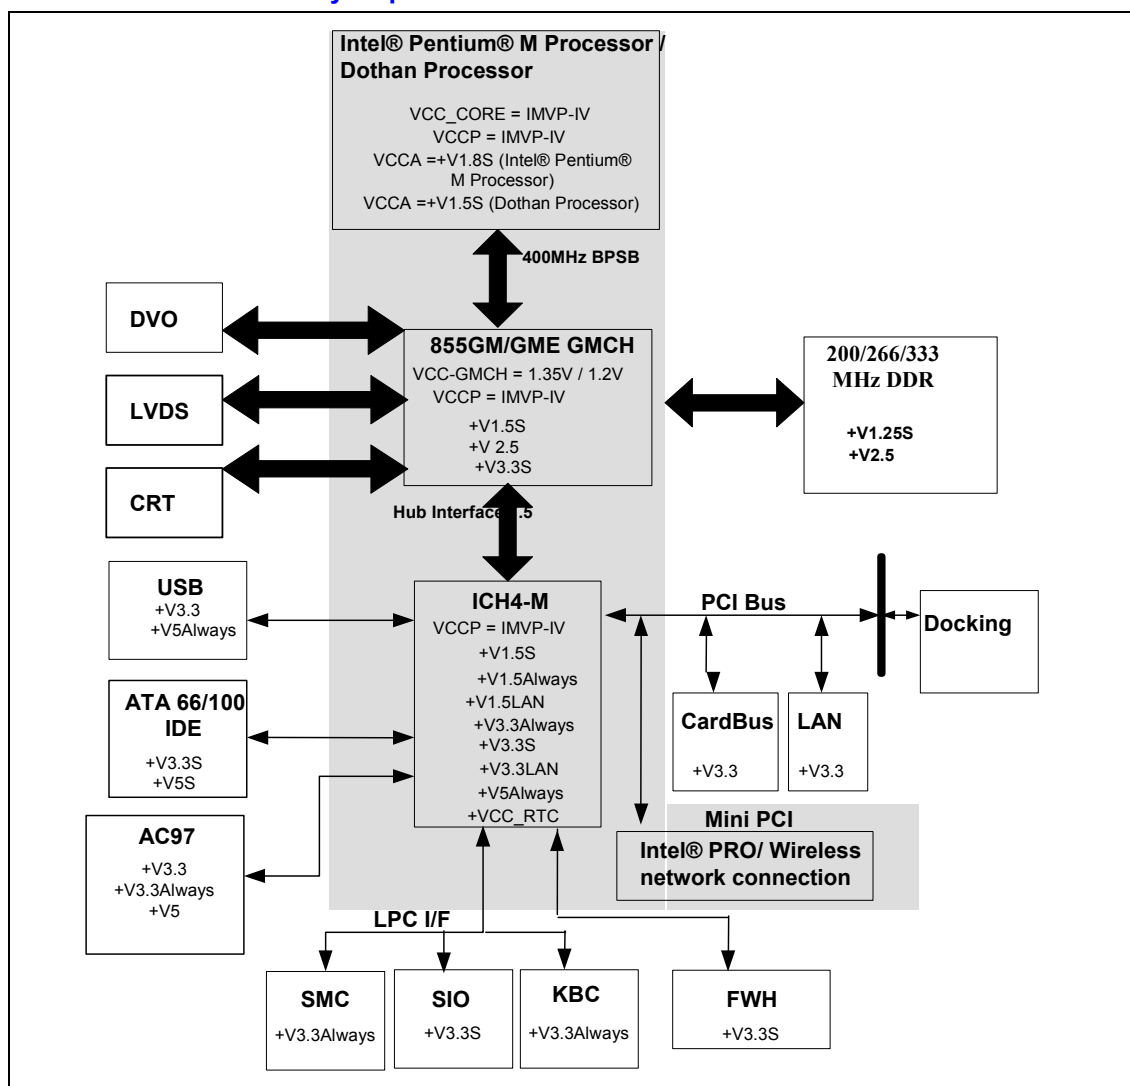 Intel® Pentium® M Processor /
Dothan Processor
VCC_CORE = IMVP-IV
VCCP = IMVP-IV
VCCA =+V1.8S (Intel® Pentium®
M Processor)
VCCA =+V1.5S (Dothan Processor)
400MHz BPSB
DVO
LVDS
CRT
855GM/GME GMCH
VCC-GMCH = 1.35V / 1.2V
VCCP = IMVP-IV
+V1.5S
+V 2.5
+V3.3S
200/266/333
MHz DDR
+V1.25S
+V2.5
Hub Interface .5
USB
+V3.3
+V5Always
ATA 66/100
IDE
+V3.3S
+V5S
AC97
+V3.3
+V3.3Always
+V5
ICH4-M
VCCP = IMVP-IV
+V1.5S
+V1.5Always
+V1.5LAN
+V3.3Always
+V3.3S
+V3.3LAN
+V5Always
+VCC_RTC
PCI Bus
Docking
CardBus
+V3.3
LAN
+V3.3
Mini PCI
Intel® PRO/ Wireless
network connection
LPC I/F
SMC
+V3.3Always
SIO
+V3.3S
KBC
+V3.3Always
FWH
+V3.3S